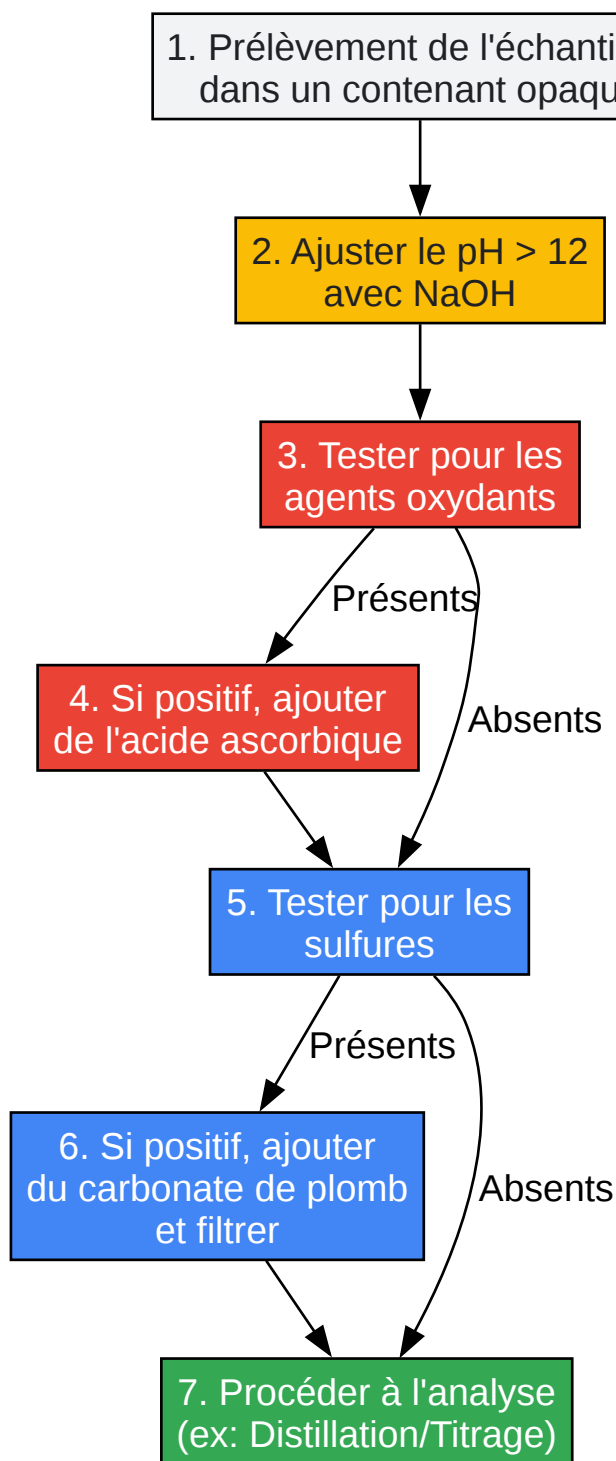 1. Prélèvement de l'échanti
dans un contenant opaqu
2. Ajuster le pH > 12
avec NaOH
3. Tester pour les
agents oxydants
Présents
4. Si positif, ajouter
de l'acide ascorbique
Absents
5. Tester pour les
sulfures
Présents
6. Si positif, ajouter
du carbonate de plomb
et filtrer
Absents
7. Procéder à l'analyse
(ex: Distillation/Titrage)